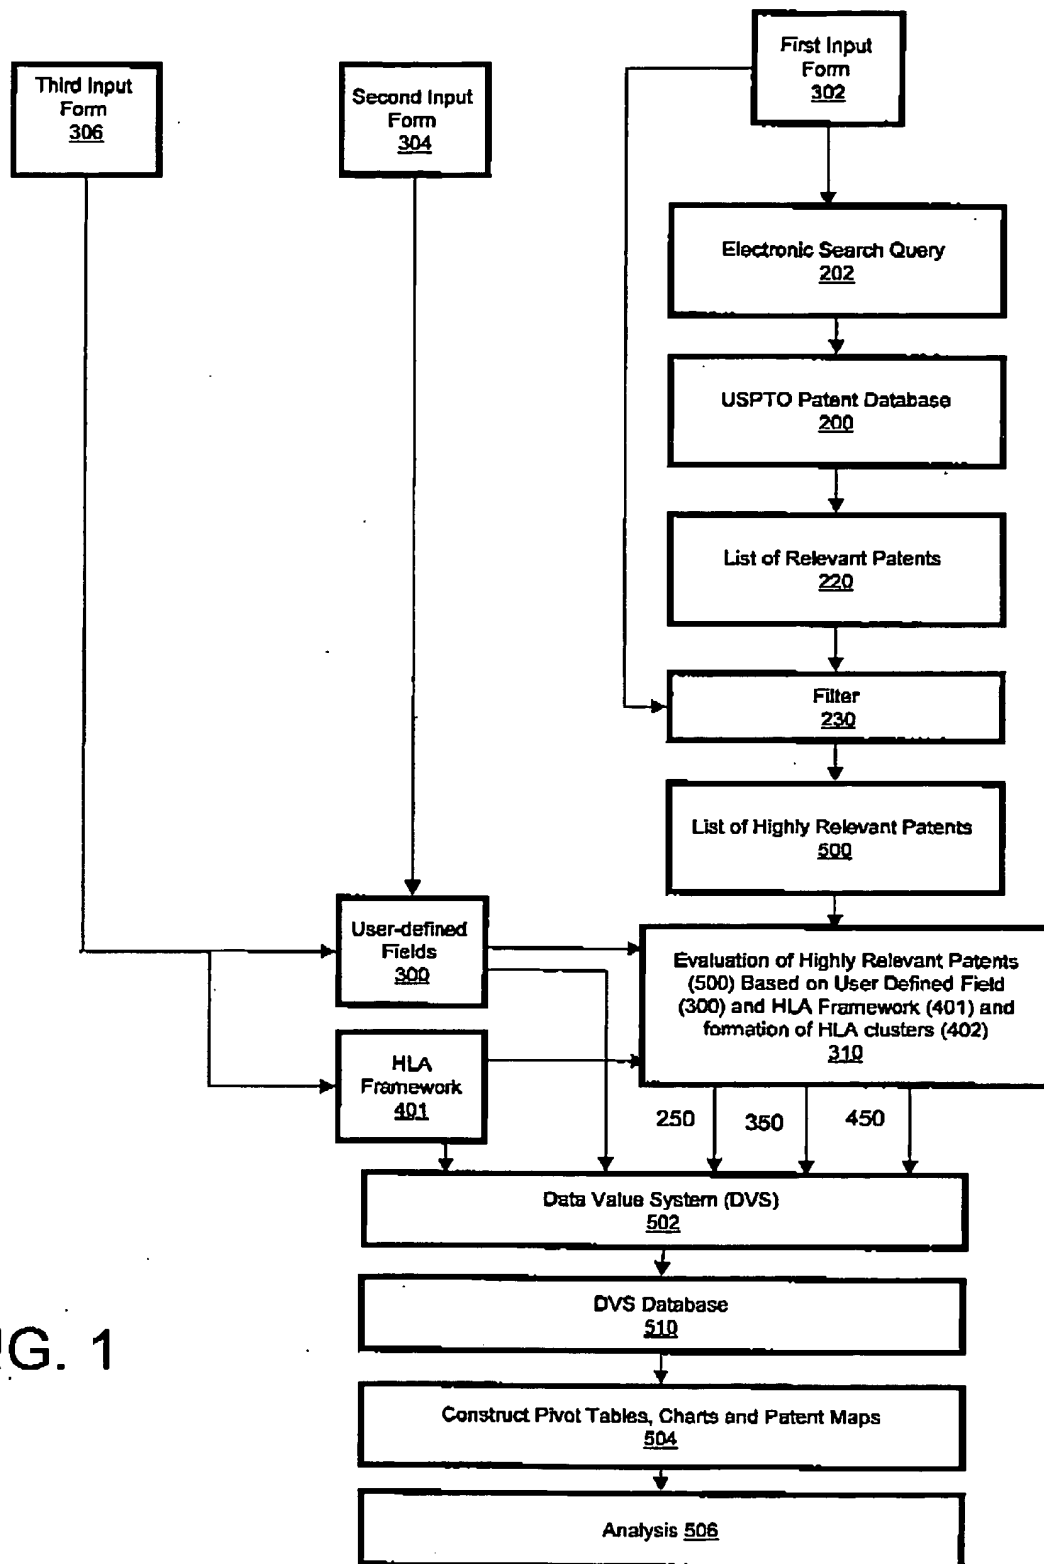 First Input
Form
302
Third Input
Form
306
Second Input
Form
304
Electronic Search Query
202
USPTO Patent Database
200
List of Relevant Patents
220
Filter
230
List of Highly Relevant Patents
500
User-defined
Fields
300
Evaluation of Highly Relevant Patents
(500) Based on User Defined Field
(300) and HLA Framework (401) and
formation of HLA clusters (402)
310
HLA
Framework
401
250
350
450
Data Value System (DVS)
502
DVS Database
510
Construct Pivot Tables, Charts and Patent Maps
504
Analysis 506
G. 1